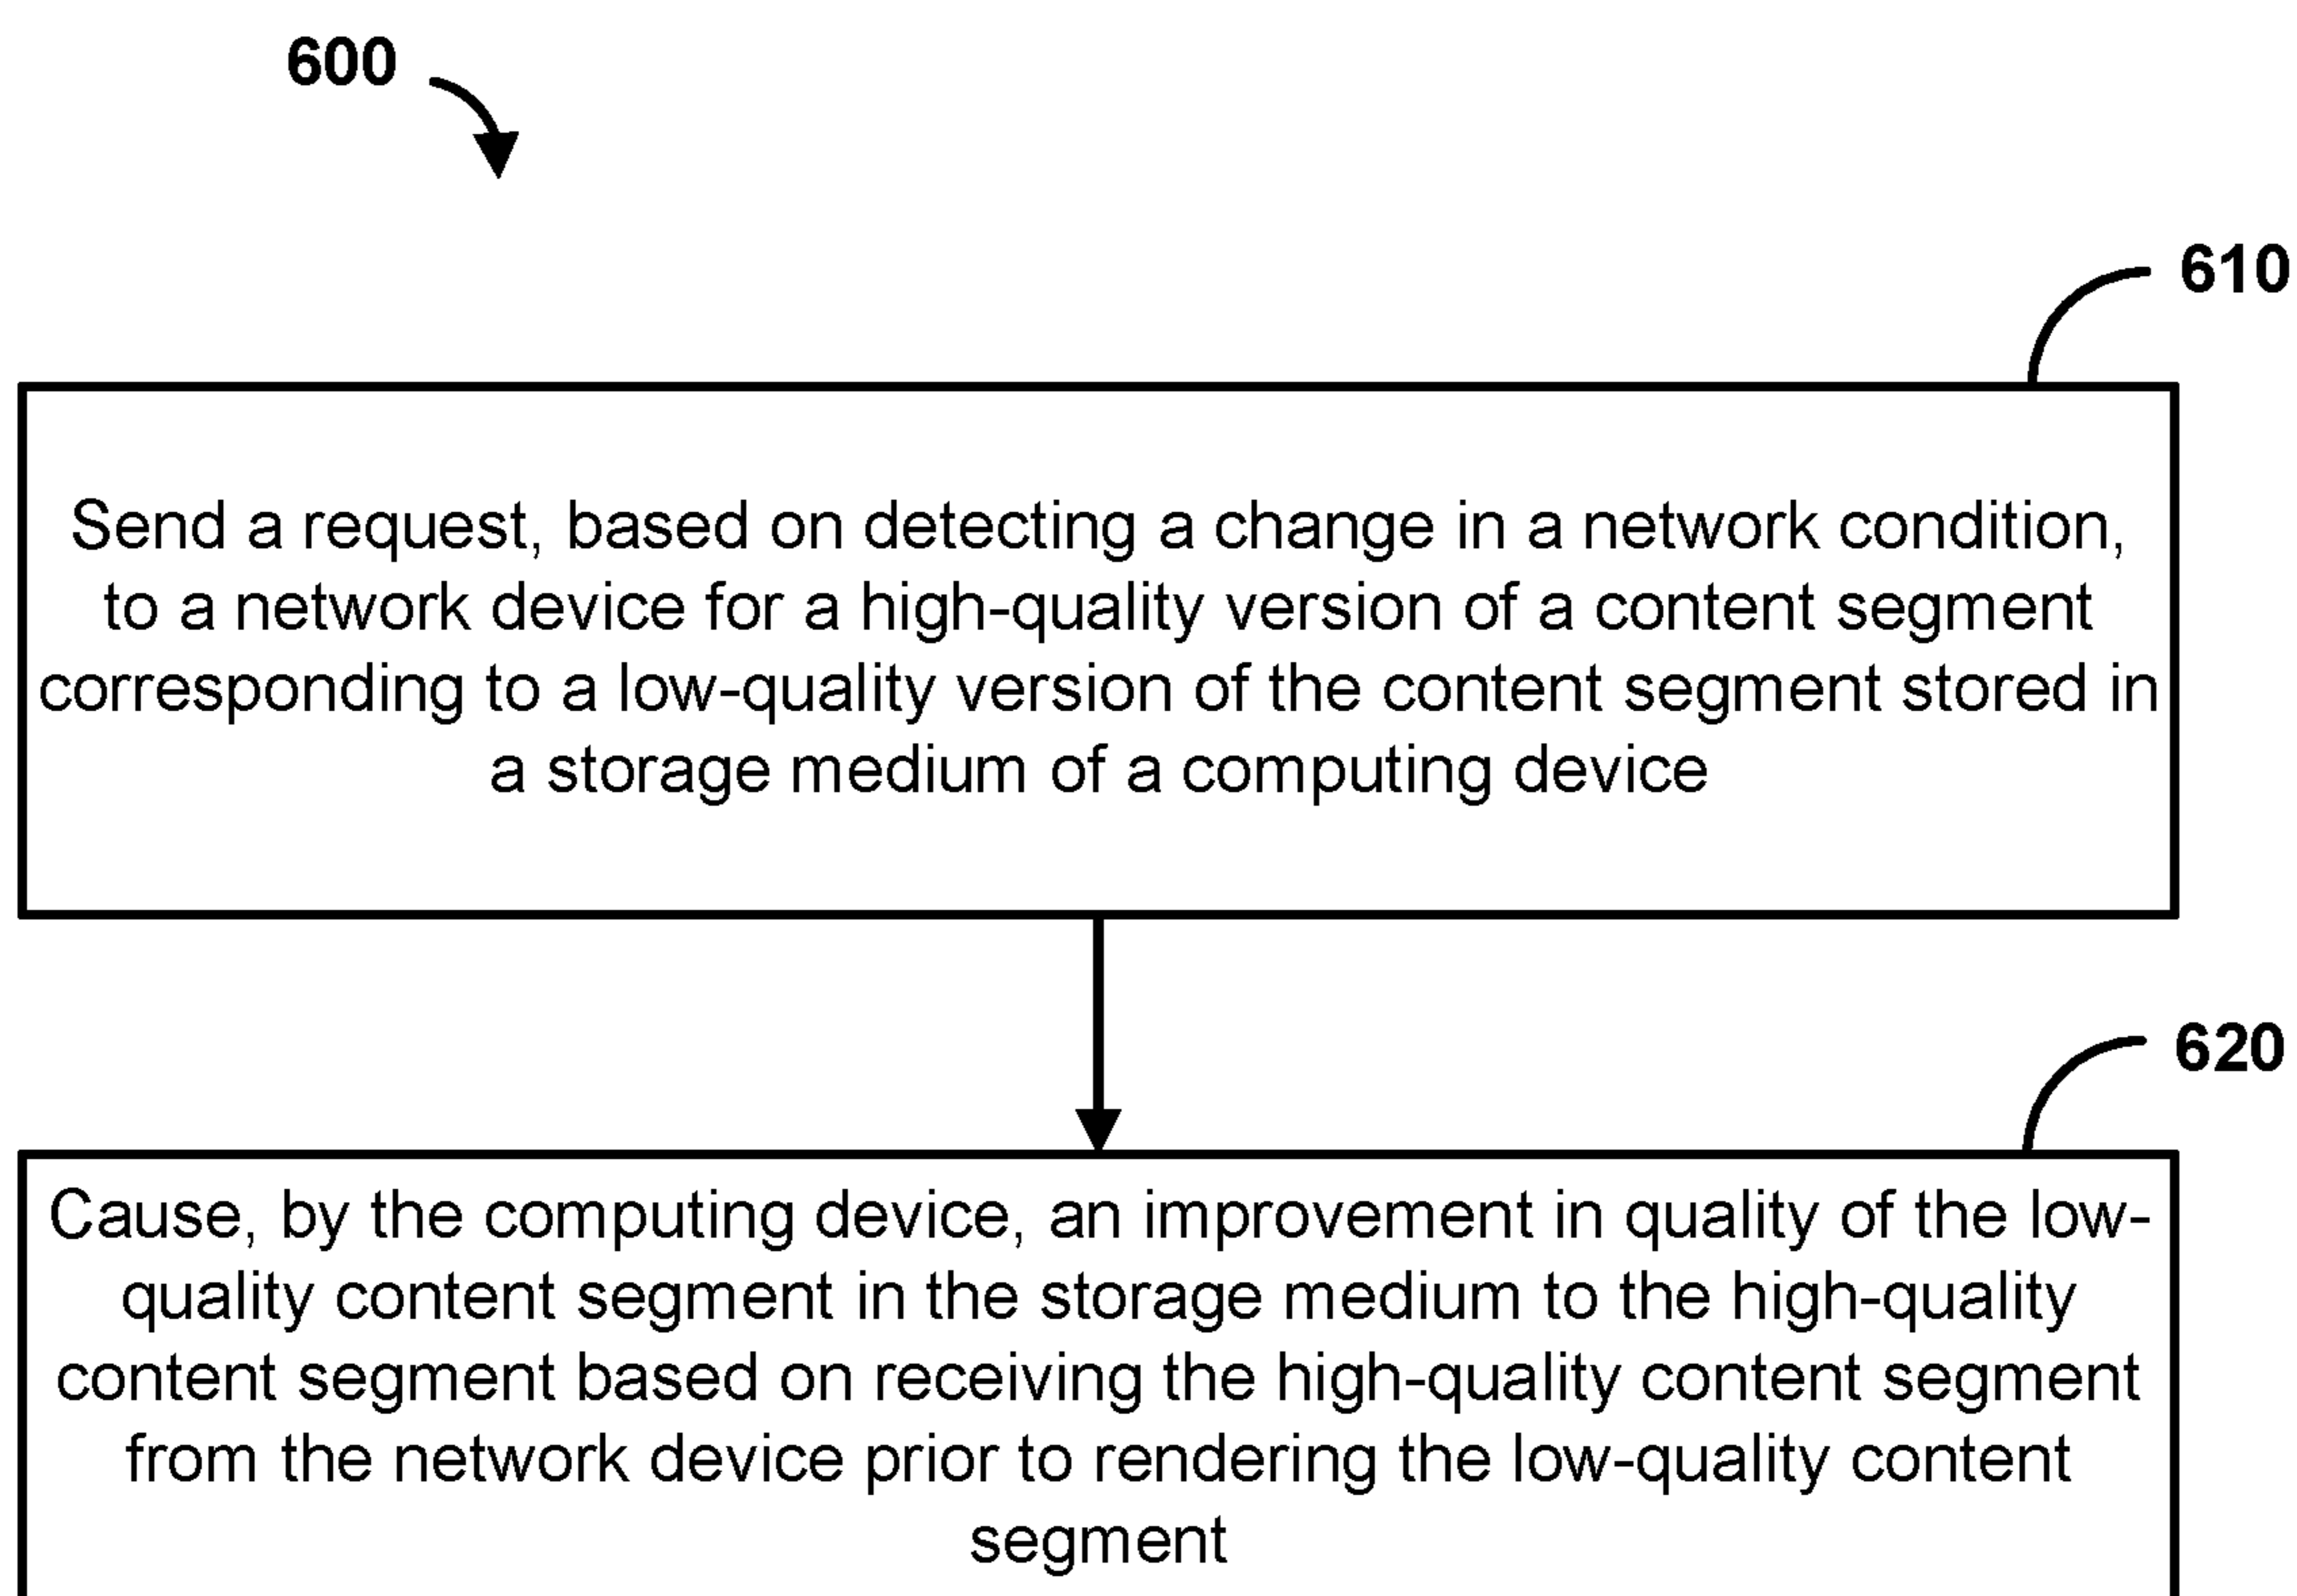 600
610
Send a request, based on detecting a change in a network condition,
to a network device for a high-quality version of a content segment
corresponding to a low-quality version of the content segment stored in
a storage medium of a computing device
620
Cause, by the computing device, an improvement in quality of the low-
quality content segment in the storage medium to the high-quality
content segment based on receiving the high-quality content segment
from the network device prior to rendering the low-quality content
segment